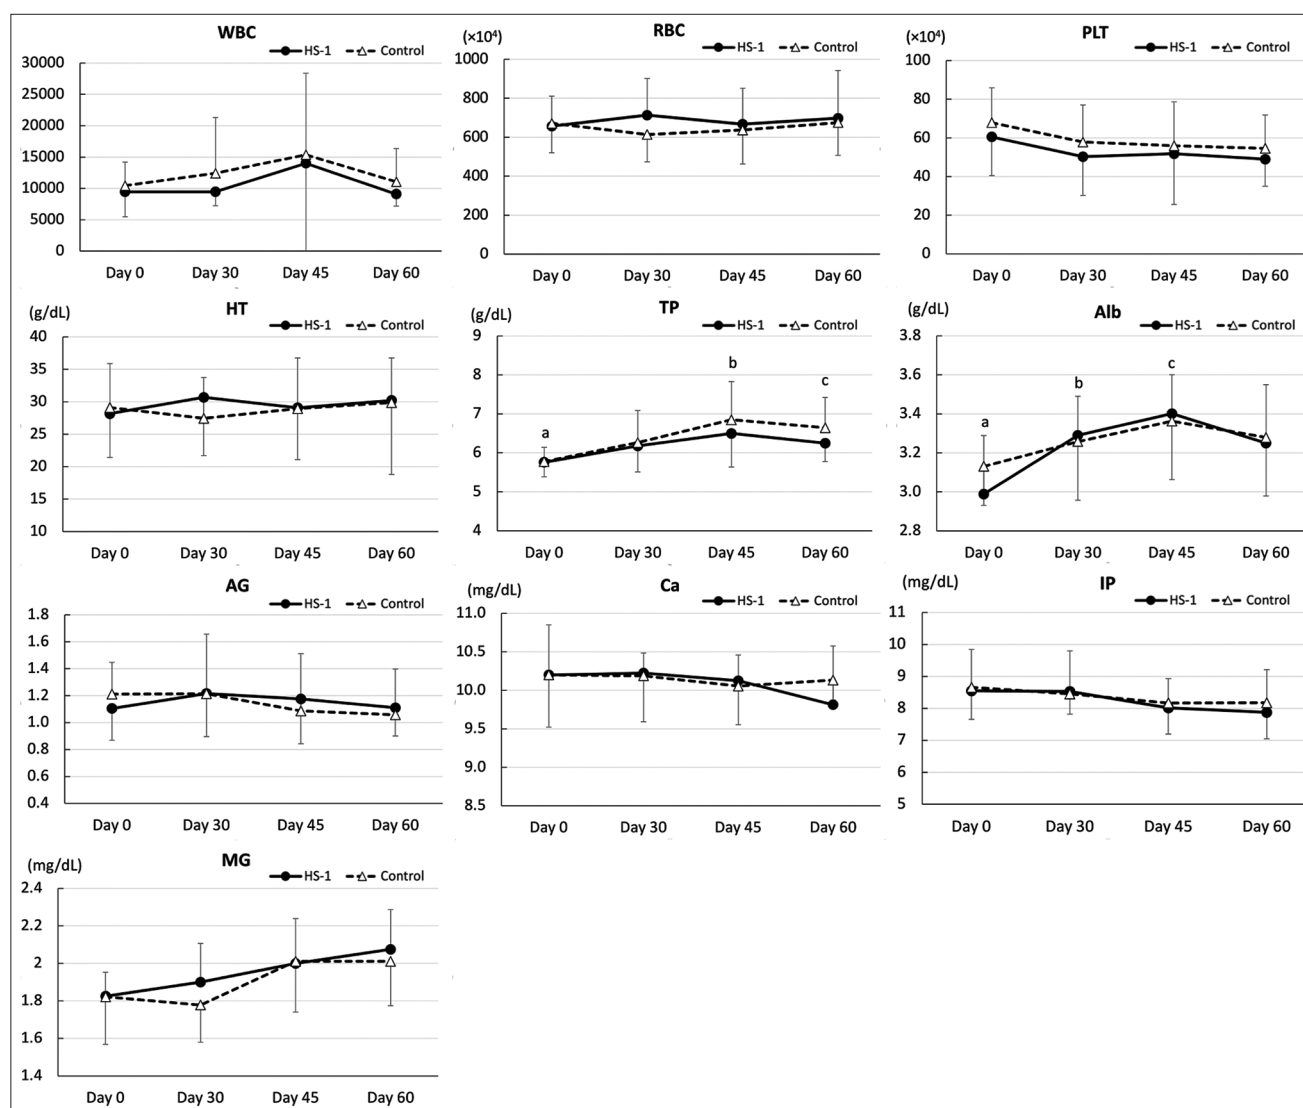 WBC
HS-1 Control
30000
25000
20000
15000
10000
5000
0
Day 0 Day 30 Day 45 Day 60
RBC
(×10⁴)
HS-1 Control
1000
800
600
400
200
0
Day 0 Day 30 Day 45 Day 60
PLT
(×10⁴)
HS-1 Control
100
80
60
40
20
0
Day 0 Day 30 Day 45 Day 60
HT
(g/dL)
HS-1 Control
40
35
30
25
20
15
10
Day 0 Day 30 Day 45 Day 60
TP
(g/dL)
HS-1 Control
9
8
7
6
5
4
a b c
Day 0 Day 30 Day 45 Day 60
Alb
(g/dL)
HS-1 Control
3.8
3.6
3.4
3.2
3.0
2.8
a b c
Day 0 Day 30 Day 45 Day 60
AG
HS-1 Control
1.8
1.6
1.4
1.2
1.0
0.8
0.6
0.4
Day 0 Day 30 Day 45 Day 60
Ca
(mg/dL)
HS-1 Control
11.0
10.5
10.0
9.5
9.0
8.5
Day 0 Day 30 Day 45 Day 60
IP
(mg/dL)
HS-1 Control
11
10
9
8
7
6
5
Day 0 Day 30 Day 45 Day 60
MG
(mg/dL)
HS-1 Control
2.4
2.2
2
1.8
1.6
1.4
Day 0 Day 30 Day 45 Day 60